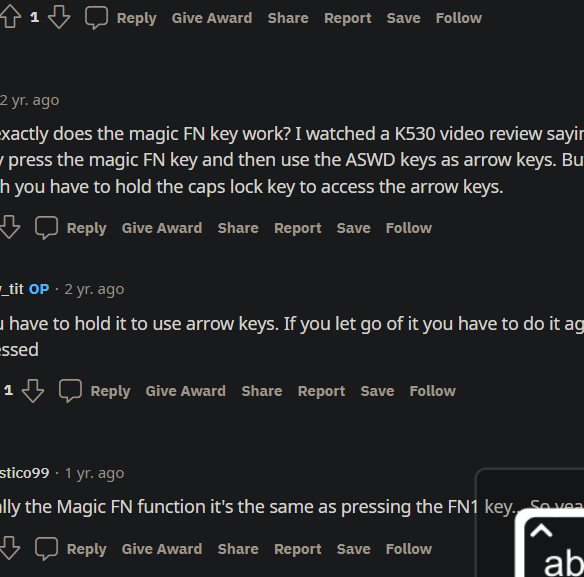 1 Reply Give Award Share Report Save Follow
2 yr. ago
exactly does the magic FN key work? I watched a K530 video review sayin
press the magic FN key and then use the ASWD keys as arrow keys. Bu
h you have to hold the caps lock key to access the arrow keys.
Reply Give Award Share Report Save Follow
_tit OP · 2 yr. ago
u have to hold it to use arrow keys. If you let go of it you have to do it ag
essed
1 Reply Give Award Share Report Save Follow
stico99 · 1 yr. ago
ally the Magic FN function it's the same as pressing the FN1 key.. So yea
Reply Give Award Share Report Save Follow
ab